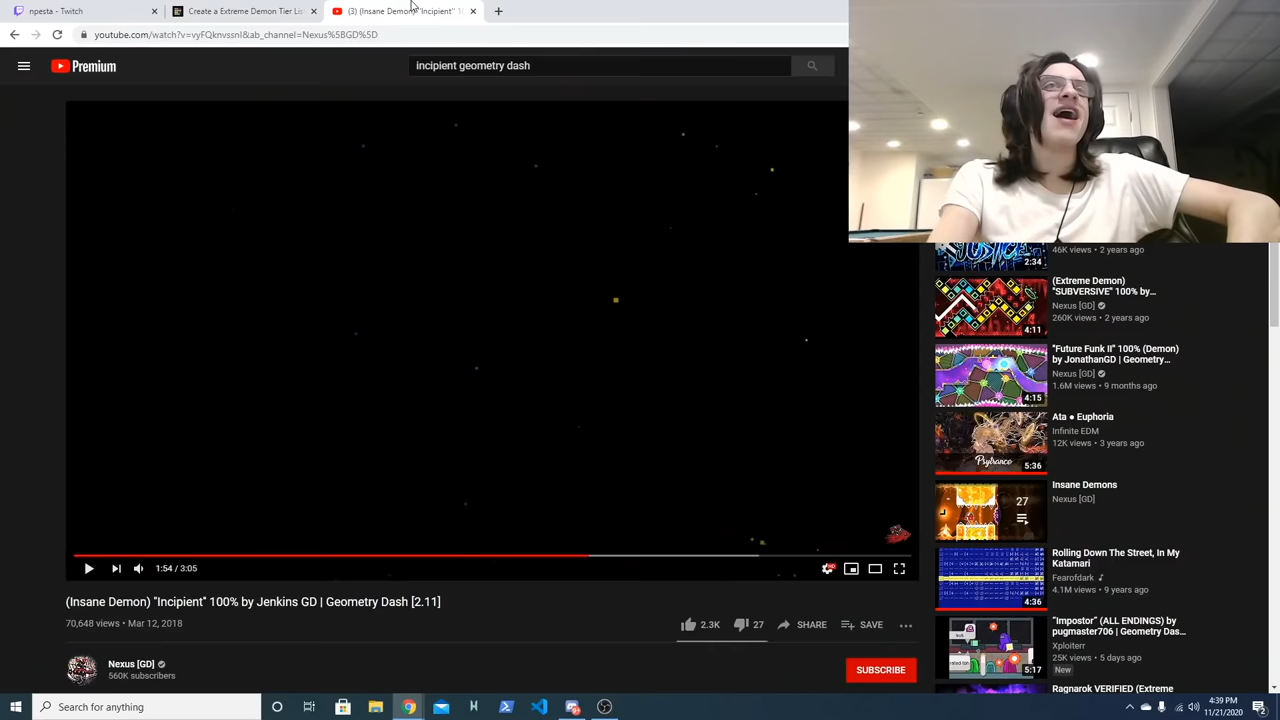 npesta - Twitch
Create a Extreme Demon Tier List
(3) (Insane Demon) "Incipient" 10
youtube.com/watch?v=vyFQknvssnI&ab_channel=Nexus%5BGD%5D
Premium
incipient geometry dash
2:34
46K views • 2 years ago
4:11
(Extreme Demon)
"SUBVERSIVE" 100% by…
Nexus [GD]
260K views • 2 years ago
4:15
"Future Funk II" 100% (Demon)
by JonathanGD | Geometry…
Nexus [GD]
1.6M views • 9 months ago
Psytrance
5:36
Ata ● Euphoria
Infinite EDM
12K views • 3 years ago
27
Insane Demons
Nexus [GD]
4:36
Rolling Down The Street, In My
Katamari
Fearofdark
4.1M views • 9 years ago
5:17
"Impostor" (ALL ENDINGS) by
pugmaster706 | Geometry Das…
Xploiterr
25K views • 5 days ago
New
Ragnarok VERIFIED (Extreme
1:54 / 3:05
(Insane "Incipient" 100% Geometry Dash [2.11]
70,648 views • Mar 12, 2018
2.3K
27
SHARE
SAVE
Nexus [GD]
560K subscribers
SUBSCRIBE
Search for anything
4:39 PM
11/21/2020
2